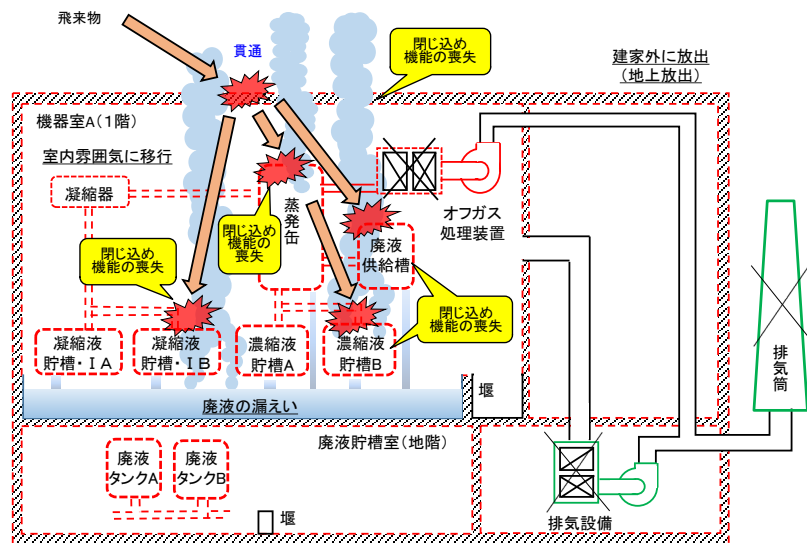 飛来物
貫通
閉じ込め
機能の喪失
建家外に放出
(地上放出)
機器室A(1階)
室内雰囲気に移行
凝縮器
蒸発缶
閉じ込め
機能の喪失
オフガス
処理装置
廃液
供給槽
閉じ込め
機能の喪失
閉じ込め
機能の喪失
凝縮液
貯槽・ⅠA
凝縮液
貯槽・ⅠB
濃縮液
貯槽A
濃縮液
貯槽B
堰
廃液の漏えい
排気筒
廃液貯槽室(地階)
廃液
タンクA
廃液
タンクB
堰
排気設備